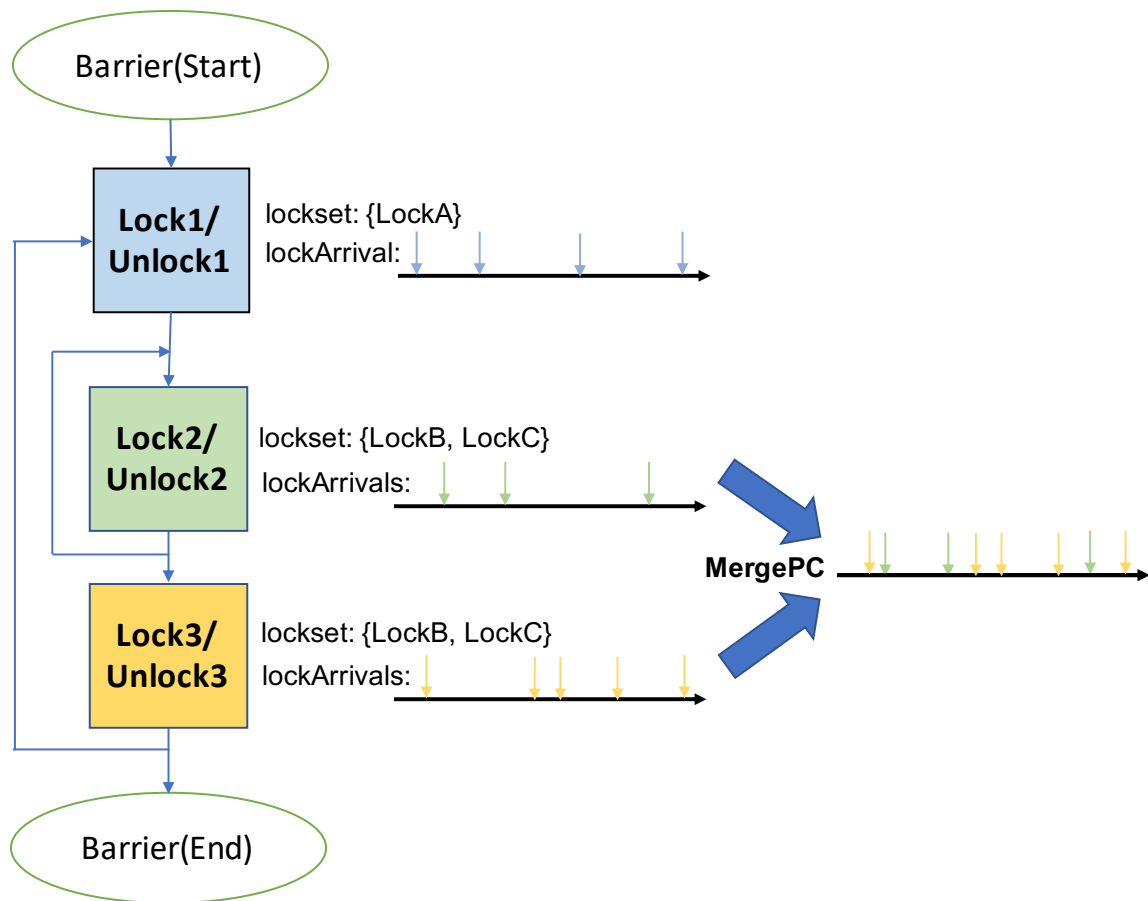 Barrier(Start)
Lock1/
Unlock1
lockset: {LockA}
lockArrival:
Lock2/
Unlock2
lockset: {LockB, LockC}
lockArrivals:
MergePC
Lock3/
Unlock3
lockset: {LockB, LockC}
lockArrivals:
Barrier(End)